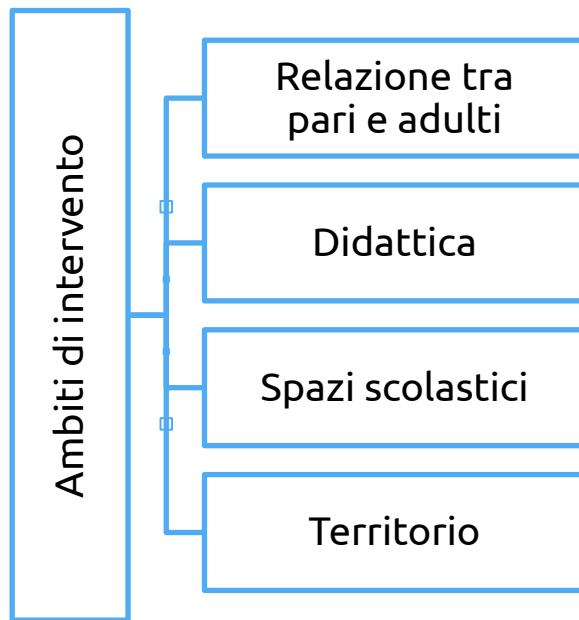 Ambiti di intervento
Relazione tra
pari e adulti
Didattica
Spazi scolastici
Territorio